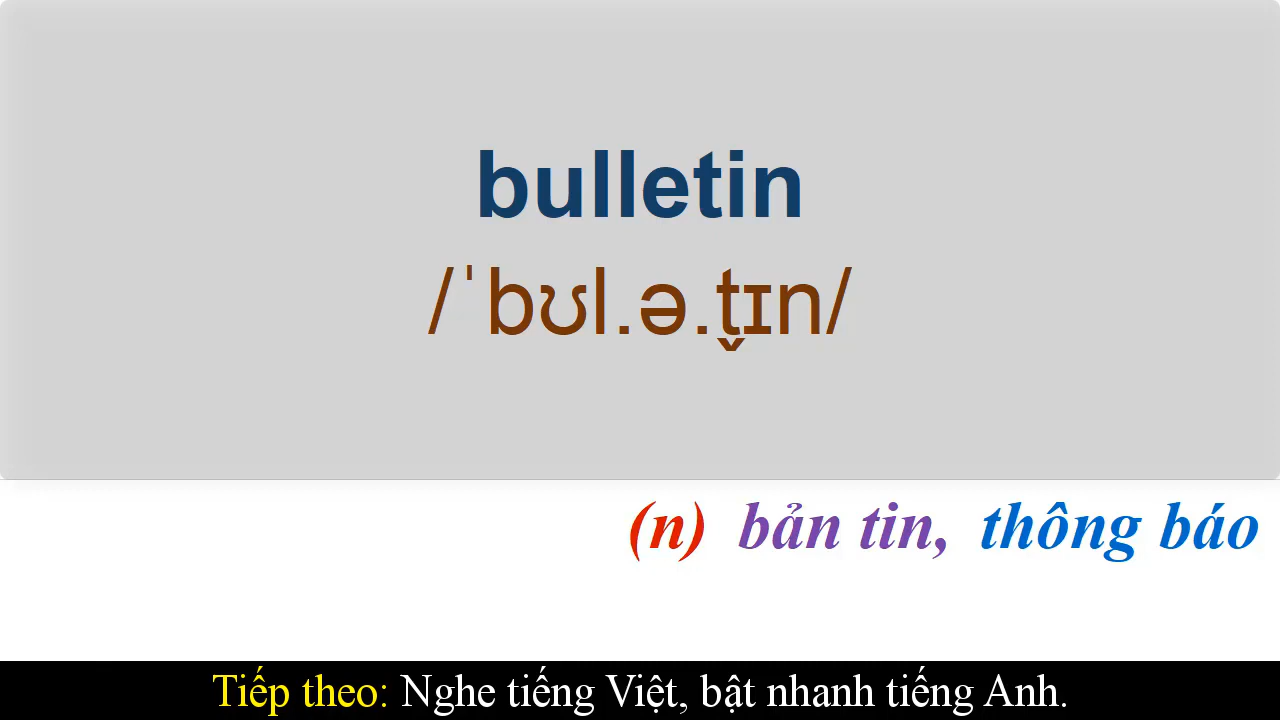 bulletin
/ˈbʊl.ə.t̬ɪn/
(n) bản tin, thông báo
Tiếp theo: Nghe tiếng Việt, bật nhanh tiếng Anh.